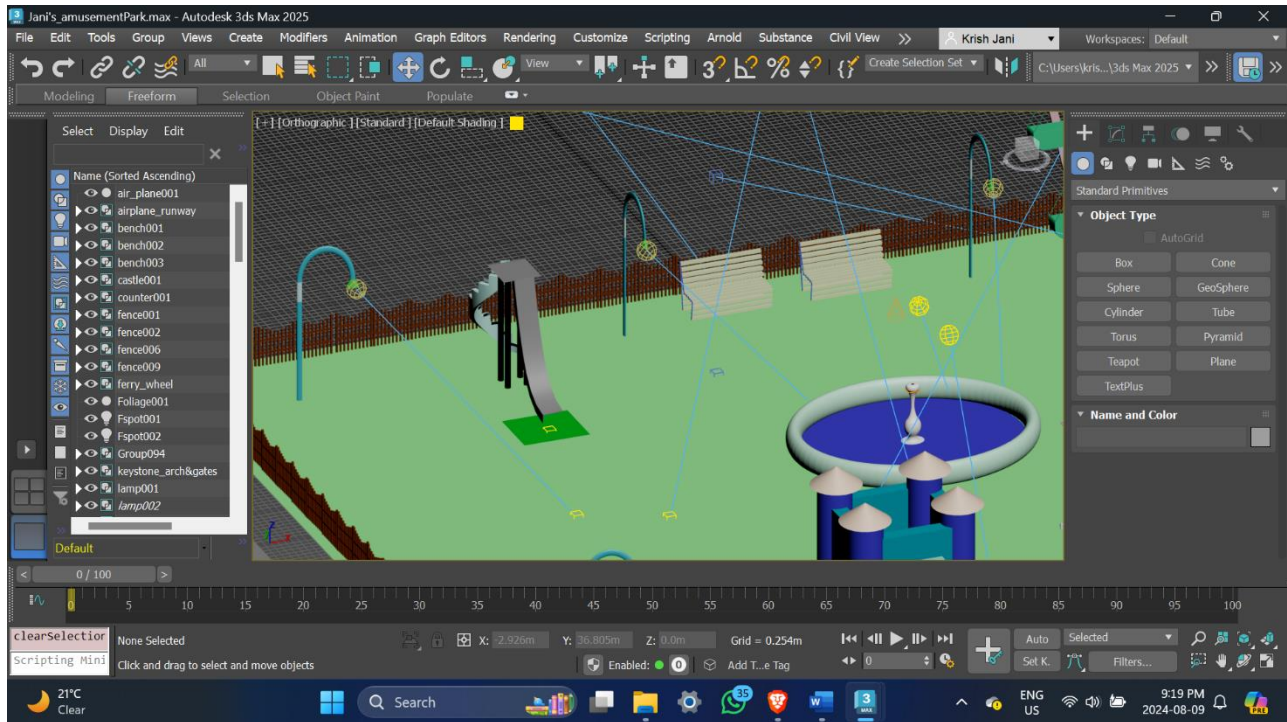 Jani's_amusementPark.max - Autodesk 3ds Max 2025
File Edit Tools Group Views Create Modifiers Animation Graph Editors Rendering Customize Scripting Arnold Substance Civil View Krish Jani Workspaces: Default
All View Create Selection Set C:\Users\kris...\3ds Max 2025
Modeling Freeform Selection Object Paint Populate
[+] [Orthographic ] [Standard ] [Default Shading ]
Select Display Edit
Name (Sorted Ascending)
air_plane001
airplane_runway
bench001
bench002
bench003
castle001
counter001
fence001
fence002
fence006
fence009
ferry_wheel
Foliage001
Fspot001
Fspot002
Group094
keystone_arch&gates
lamp001
lamp002
Default
Standard Primitives
Object Type
AutoGrid
Box Cone
Sphere GeoSphere
Cylinder Tube
Torus Pyramid
Teapot Plane
TextPlus
Name and Color
< 0 / 100 >
0 5 10 15 20 25 30 35 40 45 50 55 60 65 70 75 80 85 90 95 100
clearSelectior None Selected X: -2.926m Y: 36.805m Z: 0.0m Grid = 0.254m Auto Selected
Scripting Mini Click and drag to select and move objects Enabled: 0 Add T...e Tag 0 Set K. Filters...
21°C
Clear
Search
35
ENG
US
9:19 PM
2024-08-09